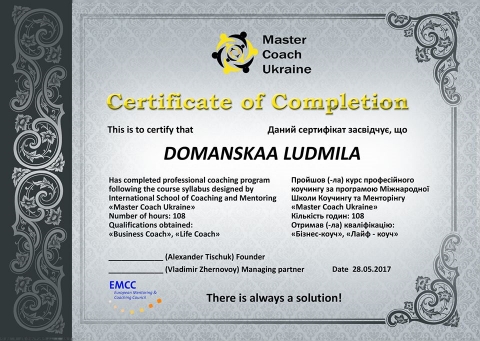 Master
Coach
Ukraine
Certificate of Completion
This is to certify that Даний сертифікат засвідчує, що
DOMANSKAA LUDMILA
Has completed professional coaching program
following the course syllabus designed by
International School of Coaching and Mentoring
«Master Coach Ukraine»
Number of hours: 108
Qualifications obtained:
«Business Coach», «Life Coach»
Пройшов (-ла) курс професійного
коучингу за програмою Міжнародної
Школи Коучингу та Менторінгу
«Master Coach Ukraine»
Кількість годин: 108
Отримав (-ла) кваліфікацію:
«Бізнес-коуч», «Лайф - коуч»
(Alexander Tischuk) Founder
(Vladimir Zhernovoy) Managing partner Date 28.05.2017
EMCC
European Mentoring &
Coaching Council
There is always a solution!